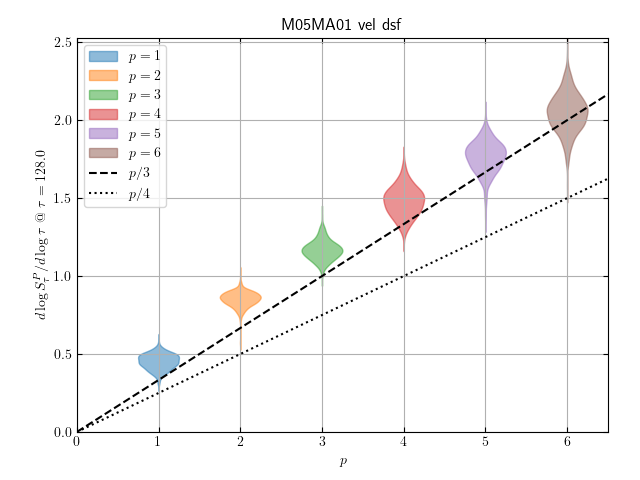 M05MA01 vel dsf
2.5
2.0
1.5
1.0
0.5
0.0
d log S_τ^P/d log τ @ τ = 128.0
p = 1
p = 2
p = 3
p = 4
p = 5
p = 6
p/3
p/4
0 1 2 3 4 5 6
p